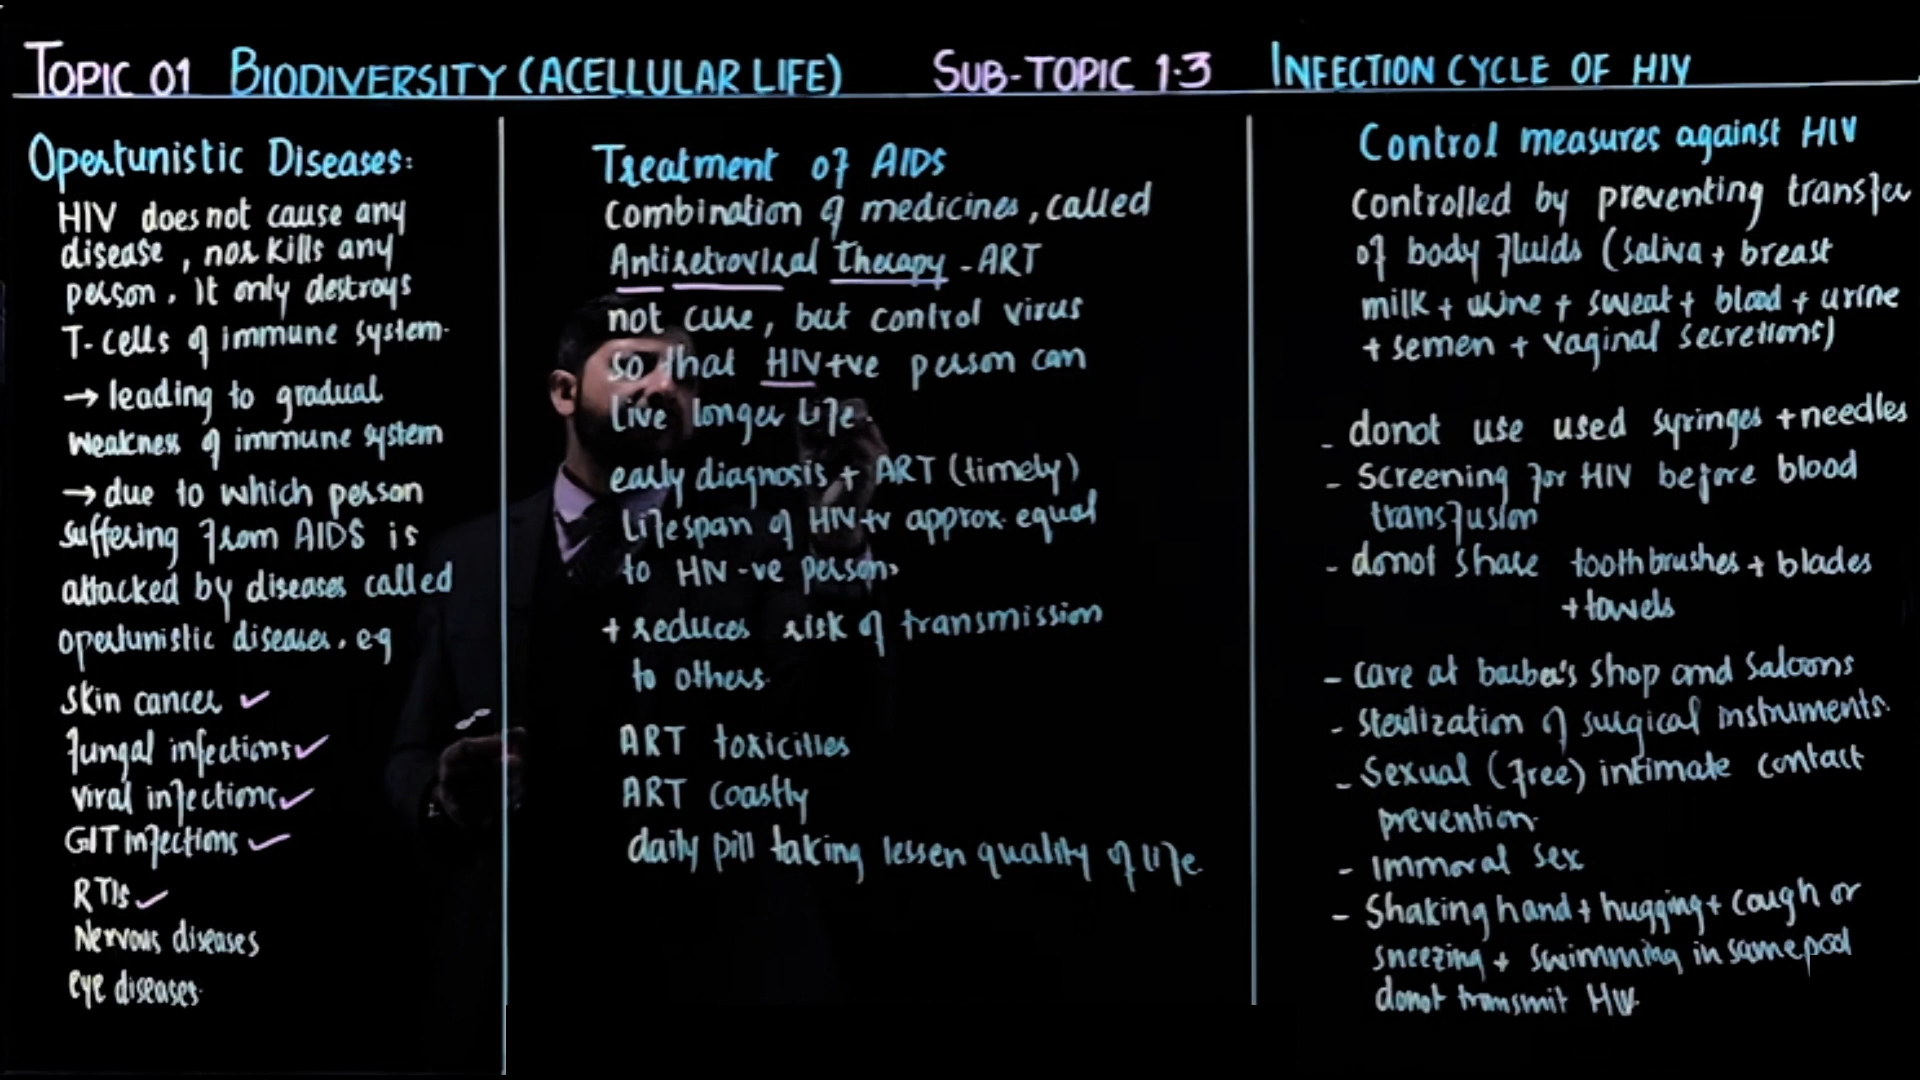 TOPIC 01 BIODIVERSITY (ACELLULAR LIFE) SUB-TOPIC 1.3 INFECTION CYCLE OF HIV
Opertunistic Diseases:
HIV does not cause any
disease, nor kills any
person, it only destroys
T-cells of immune system.
→ leading to gradual
weakness of immune system
→ due to which person
suffering from AIDS is
attacked by diseases called
opertunistic diseases. eg
Skin cancer ✓
fungal infections ✓
viral infections ✓
GIT infections ✓
RTIs ✓
Nervous diseases
eye diseases.
Treatment of AIDS
Combination of medicines, called
Antiretroviral Therapy - ART
not cure, but control virus
so that HIV+ve person can
live longer life.
early diagnosis + ART (timely)
lifespan of HIV+v approx. equal
to HIV -ve person,
+ reduces risk of transmission
to others.
ART toxicities
ART coastly
daily pill taking lessen quality of life.
Control measures against HIV
controlled by preventing transfer
of body fluids (saliva + breast
milk + urine + sweat + blood + urine
+ semen + vaginal secretions)
- donot use used syringes + needles
- Screening for HIV before blood
transfusion
- donot share toothbrushes + blades
+ towels
- care at barber's shop and Saloons
- Sterilization of surgical instruments.
- Sexual (free) intimate contact
prevention.
- Immoral sex
- Shaking hand + hugging + cough or
sneezing + swimming in same pool
donot transmit HIV.